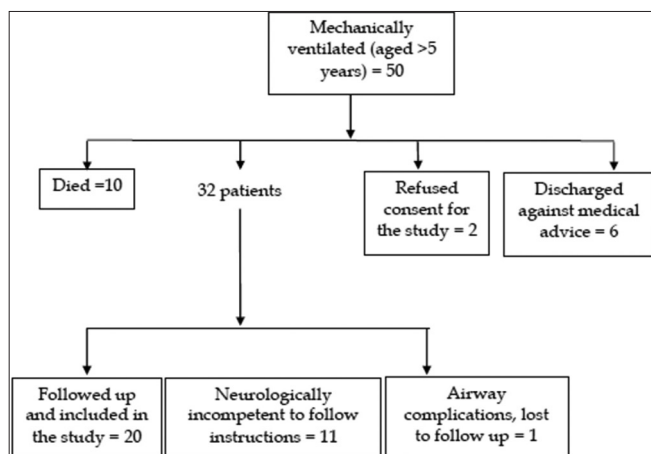 Mechanically
ventilated (aged >5
years) = 50
Died =10
32 patients
Refused
consent for
the study = 2
Discharged
against medical
advice = 6
Followed up
and included in
the study = 20
Neurologically
incompetent to follow
instructions = 11
Airway
complications, lost
to follow up = 1